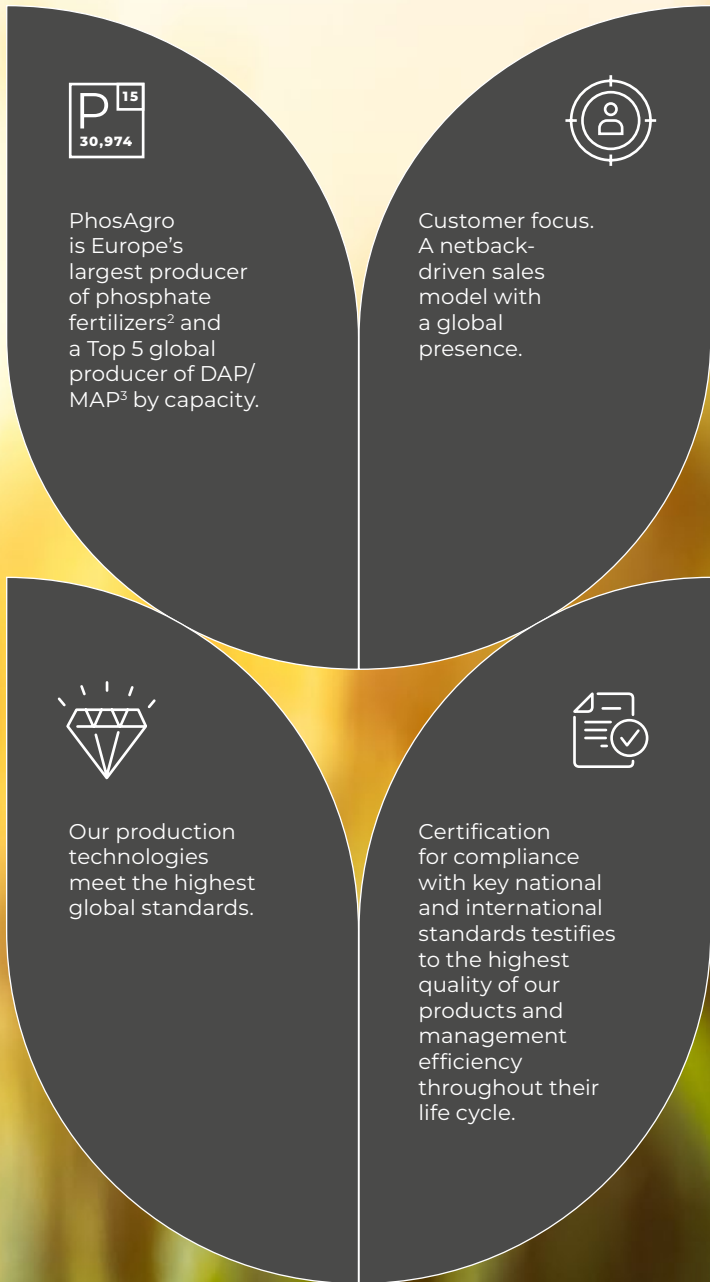 P
15
30,974
PhosAgro
is Europe's
largest producer
of phosphate
fertilizers² and
a Top 5 global
producer of DAP/
MAP³ by capacity.
Customer focus.
A netback-
driven sales
model with
a global
presence.
Our production
technologies
meet the highest
global standards.
Certification
for compliance
with key national
and international
standards testifies
to the highest
quality of our
products and
management
efficiency
throughout their
life cycle.